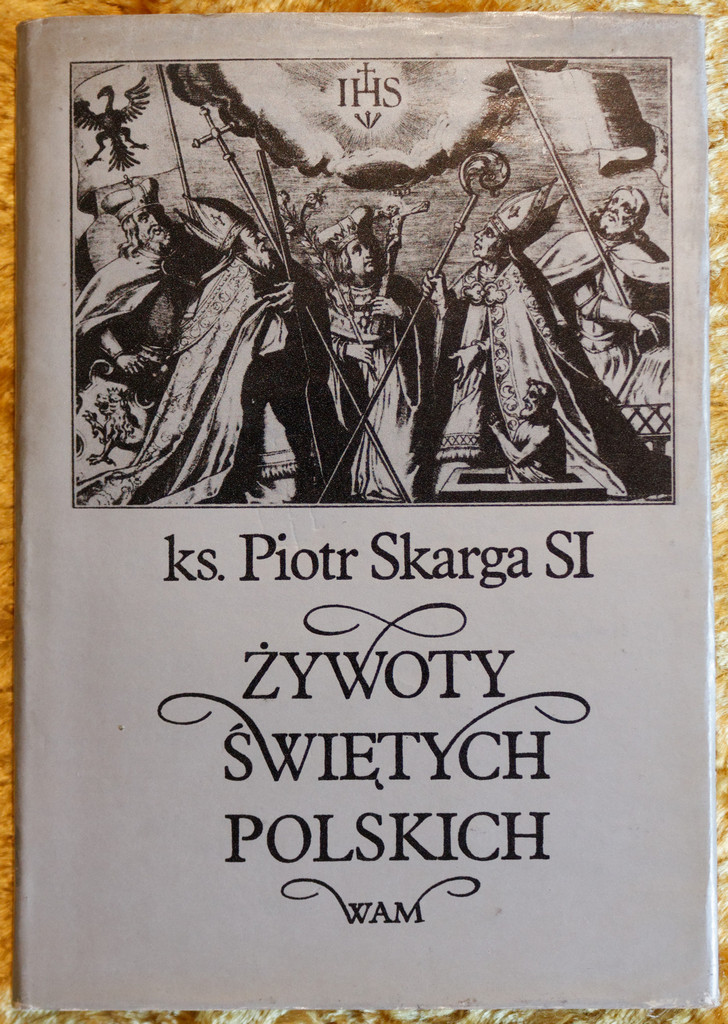 IHS
ks. Piotr Skarga SI
ŻYWOTY
ŚWIĘTYCH
POLSKICH
WAM